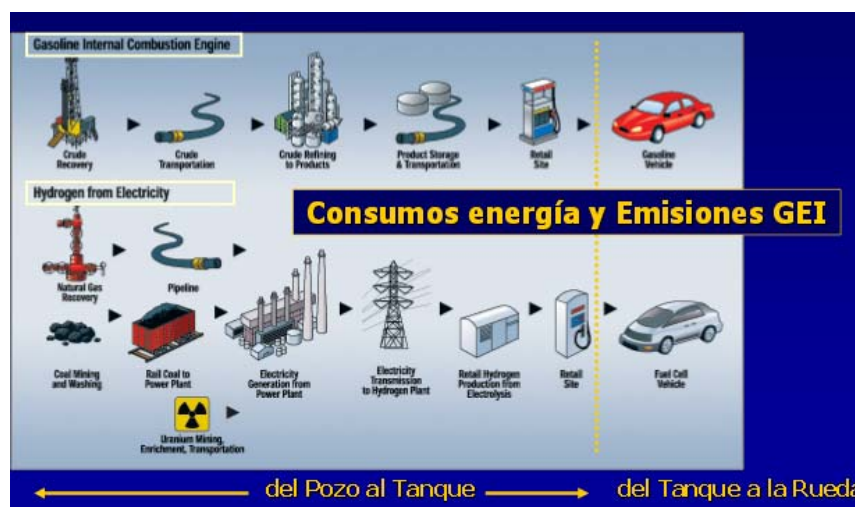 Gasoline Internal Combustion Engine
Crude
Recovery
Crude
Transportation
Crude Refining
to Products
Product Storage
& Transportation
Retail
Site
Gasoline
Vehicle
Hydrogen from Electricity
Consumos energía y Emisiones GEI
Natural Gas
Recovery
Pipeline
Coal Mining
and Washing
Rail Coal to
Power Plant
Electricity
Generation from
Power Plant
Electricity
Transmission
to Hydrogen Plant
Retail Hydrogen
Production from
Electrolysis
Retail
Site
Fuel Cell
Vehicle
Uranium Mining,
Enrichment, Transportation
del Pozo al Tanque
del Tanque a la Rueda